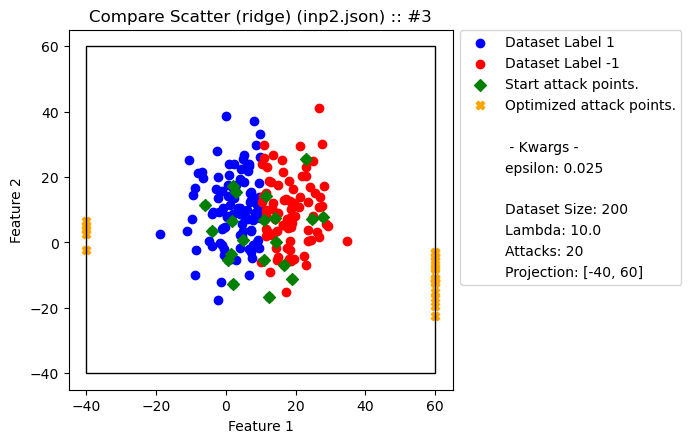 Compare Scatter (ridge) (inp2.json) :: #3
Feature 2
60
40
20
0
−20
−40
−40
−20
0
20
40
60
Feature 1
Dataset Label 1
Dataset Label -1
Start attack points.
Optimized attack points.
- Kwargs -
epsilon: 0.025
Dataset Size: 200
Lambda: 10.0
Attacks: 20
Projection: [-40, 60]